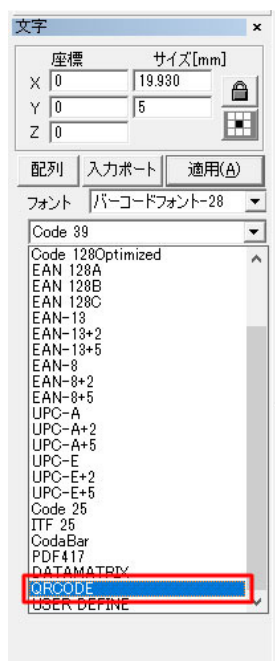 文字 ×
座標 サイズ[mm]
X 0 19.930
Y 0 5
Z 0
配列 入力ポート 適用(A)
フォント バーコードフォント-28
Code 39
Code 128Optimized
EAN 128A
EAN 128B
EAN 128C
EAN-13
EAN-13+2
EAN-13+5
EAN-8
EAN-8+2
EAN-8+5
UPC-A
UPC-A+2
UPC-A+5
UPC-E
UPC-E+2
UPC-E+5
Code 25
ITF 25
CodaBar
PDF417
DATAMATRIX
QRCODE
USER DEFINE